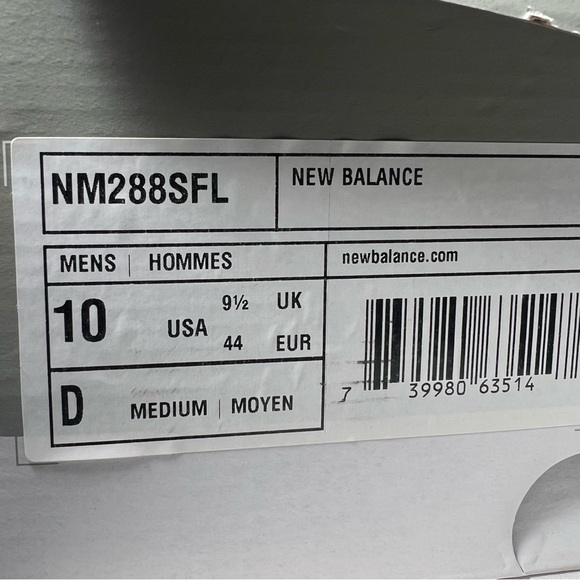 NM288SFL
NEW BALANCE
MENS | HOMMES
newbalance.com
10 USA 9½ UK
44 EUR
D MEDIUM | MOYEN
7 39980 63514